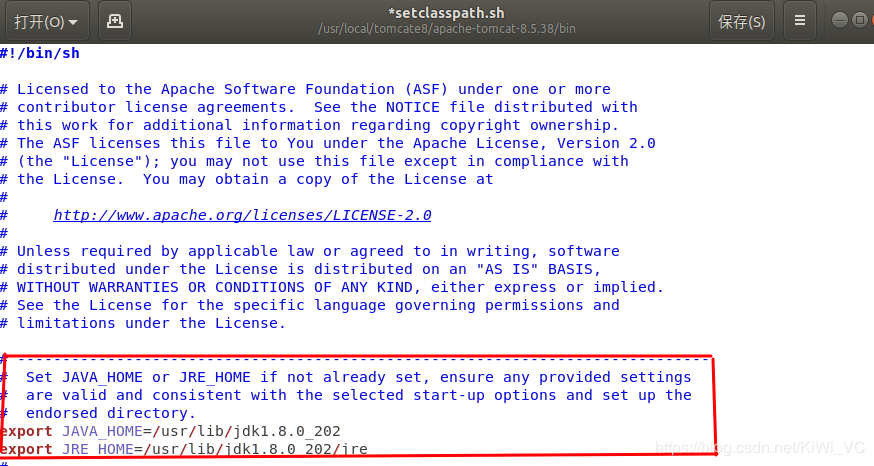 打开(O)
*setclasspath.sh
/usr/local/tomcate8/apache-tomcat-8.5.38/bin
保存(S)
#!/bin/sh
# Licensed to the Apache Software Foundation (ASF) under one or more
# contributor license agreements.  See the NOTICE file distributed with
# this work for additional information regarding copyright ownership.
# The ASF licenses this file to You under the Apache License, Version 2.0
# (the "License"); you may not use this file except in compliance with
# the License.  You may obtain a copy of the License at
#
#     http://www.apache.org/licenses/LICENSE-2.0
#
# Unless required by applicable law or agreed to in writing, software
# distributed under the License is distributed on an "AS IS" BASIS,
# WITHOUT WARRANTIES OR CONDITIONS OF ANY KIND, either express or implied.
# See the License for the specific language governing permissions and
# limitations under the License.
# -----------------------------------------------------------------------------
#  Set JAVA_HOME or JRE_HOME if not already set, ensure any provided settings
#  are valid and consistent with the selected start-up options and set up the
#  endorsed directory.
export JAVA_HOME=/usr/lib/jdk1.8.0_202
export JRE_HOME=/usr/lib/jdk1.8.0_202/jre
#
https://blog.csdn.net/KiWi_VC